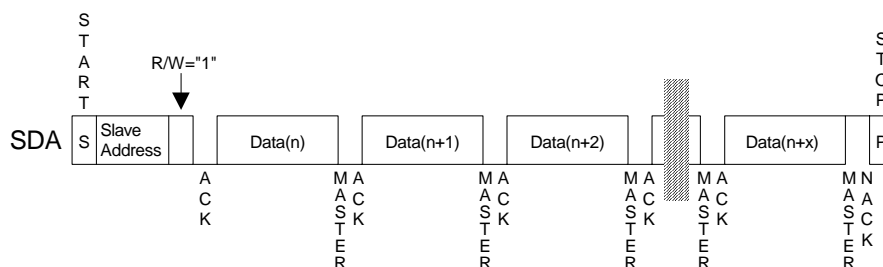 START
R/W="1"
SDA
S
Slave
Address
Data(n)
Data(n+1)
Data(n+2)
Data(n+x)
ACK
MASTER
ACK
MASTER
ACK
MASTER
ACK
MASTER
ACK
MASTER
NACK